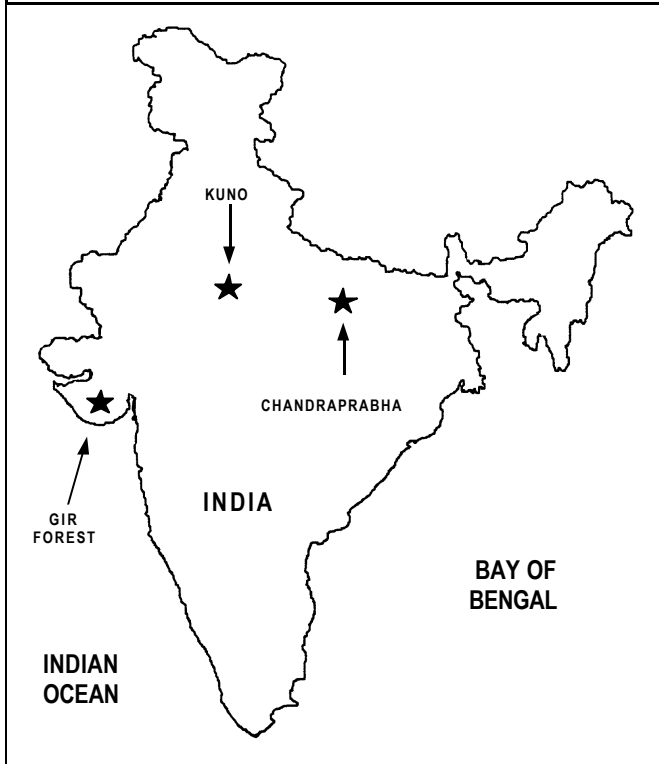 KUNO
CHANDRAPRABHA
GIR
FOREST
INDIA
BAY OF
BENGAL
INDIAN
OCEAN